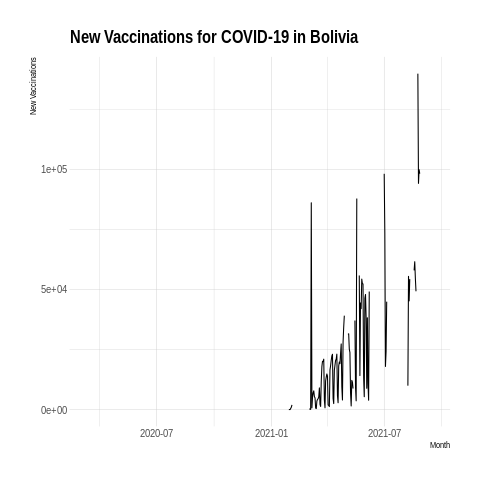 New Vaccinations for COVID-19 in Bolivia
New Vaccinations
1e+05
5e+04
0e+00
2020-07
2021-01
2021-07
Month